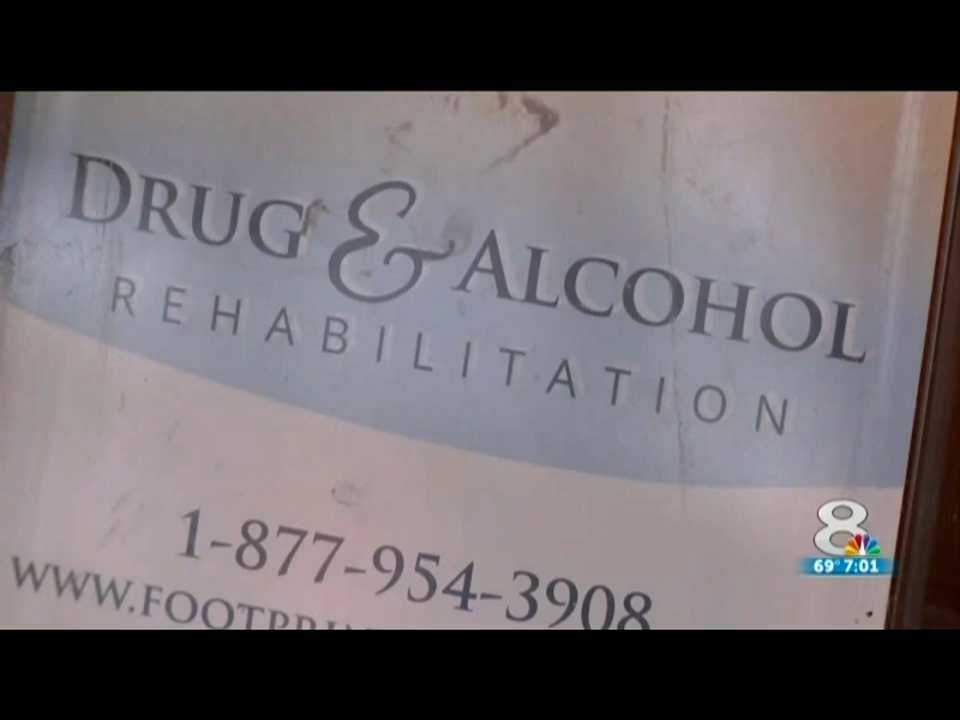 DRUG & ALCOHOL
REHABILITATION
1-877-954-3908
8
69° 7:01